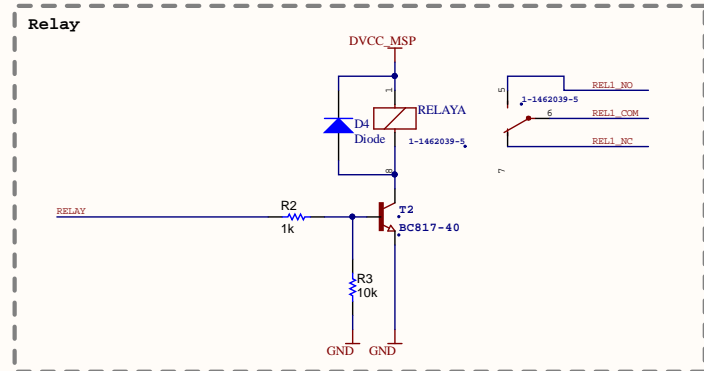 Relay
DVCC_MSP
1
RELAYA
D4
Diode
1-1462039-5
8
5
REL1_NO
1-1462039-5
6
REL1_COM
REL1_NC
7
RELAY
R2
1k
T2
BC817-40
R3
10k
GND
GND